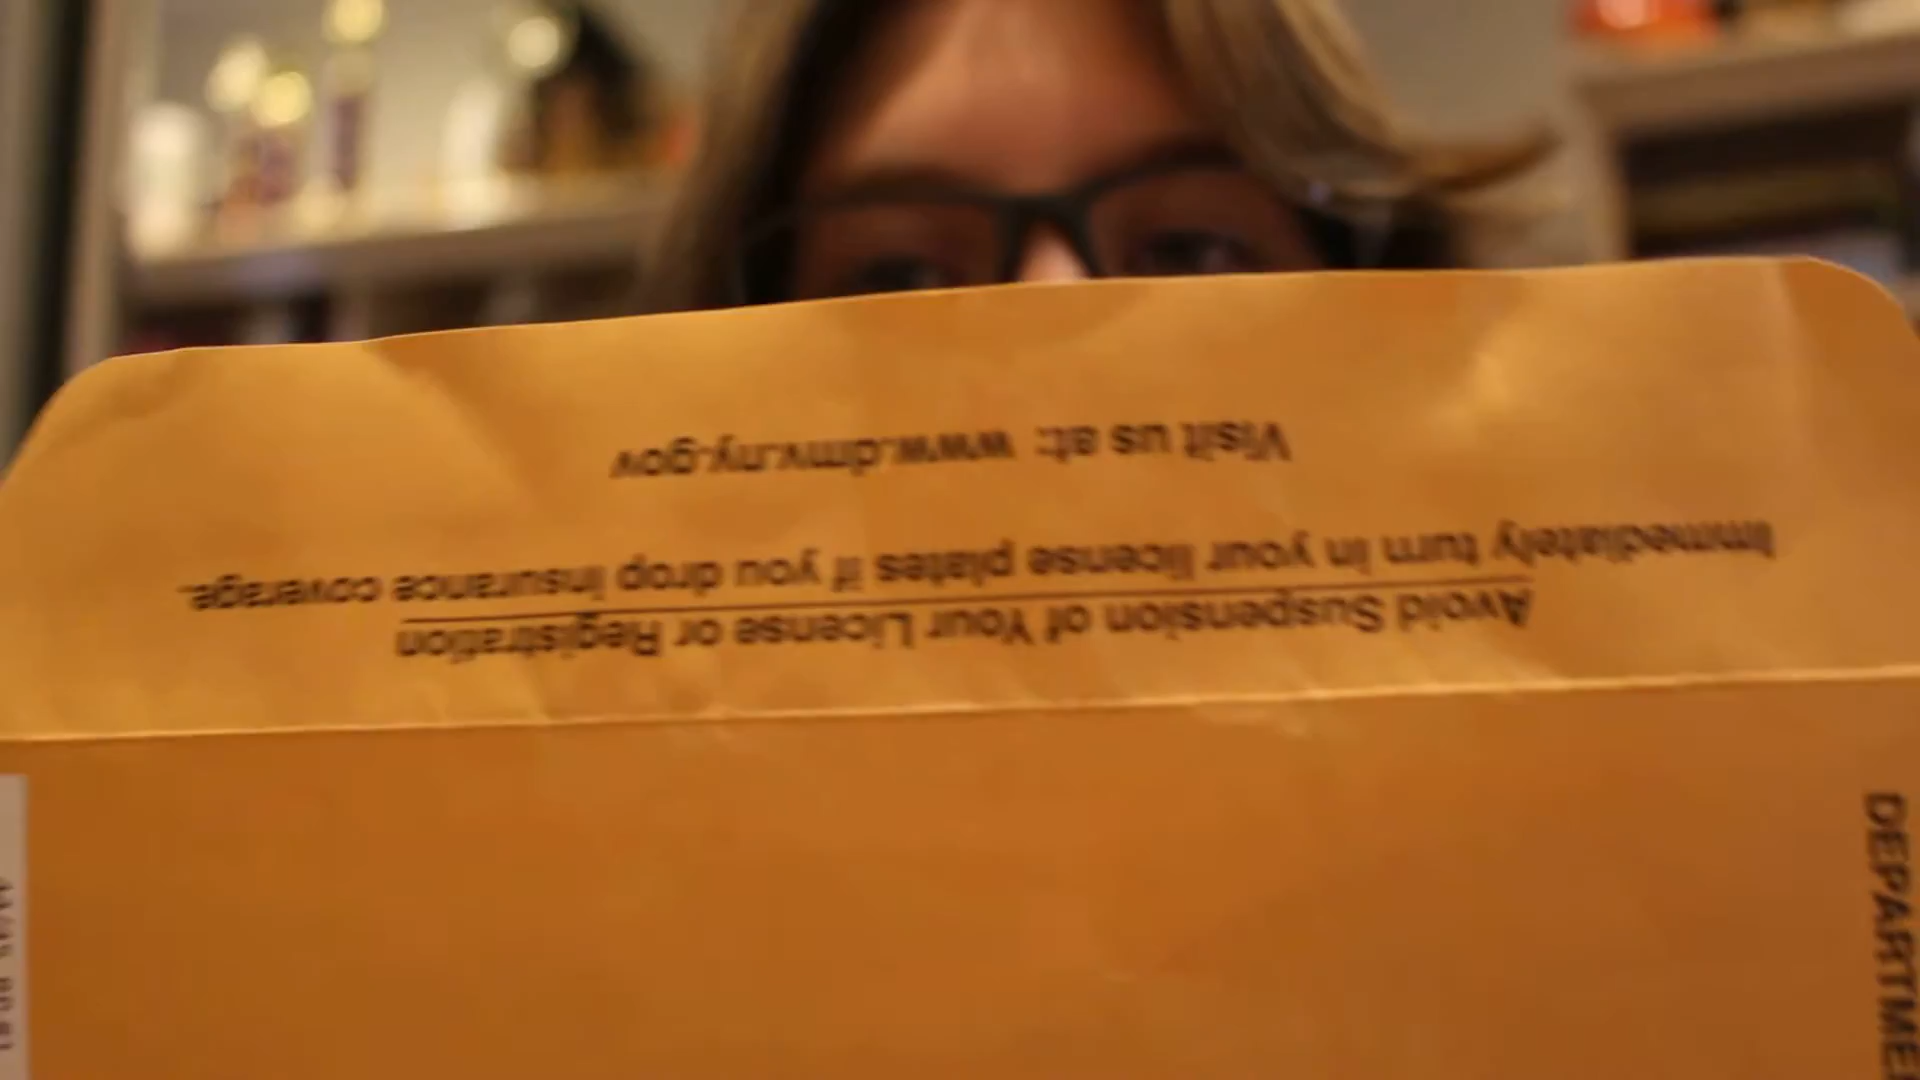 Avoid Suspension of Your License or Registration
Immediately turn in your license plates if you drop insurance coverage.
Visit us at: www.dmv.ny.gov
DEPARTME